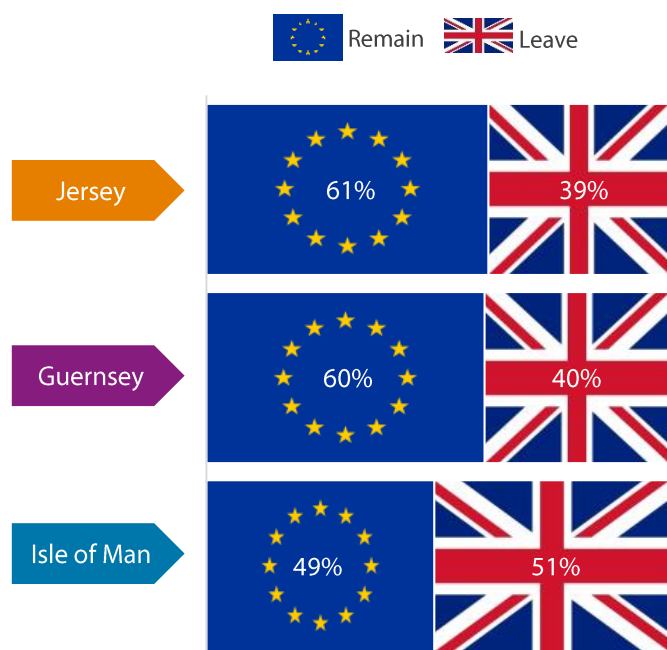 Remain Leave
Jersey 61% 39%
Guernsey 60% 40%
Isle of Man 49% 51%